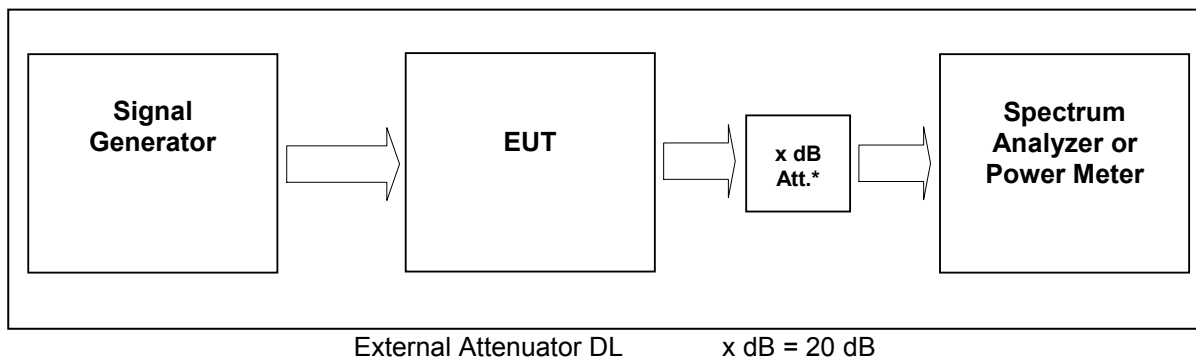 Signal
Generator
EUT
x dB
Att.*
Spectrum
Analyzer or
Power Meter
External Attenuator DL x dB = 20 dB